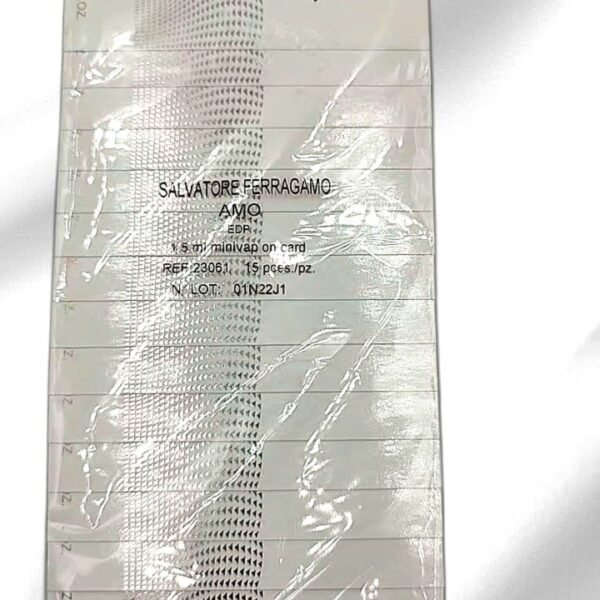 SALVATORE FERRAGAMO
AMO
EDP
1.5 ml minivap on card
REF:23061 15 pces./pz.
N/LOT: 01N22J1